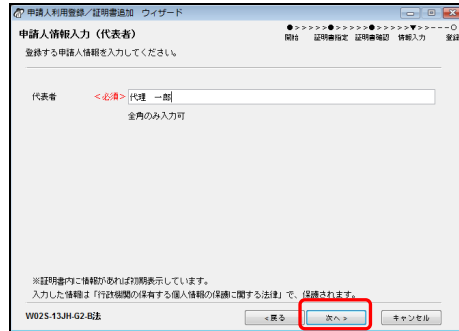 申請人利用登録／証明書追加　ウィザード
申請人情報入力（代表者）
●>>>>>●>>>>>●>>>>>▼>>---○
開始　証明書指定　証明書確認　情報入力　登録
登録する申請人情報を入力してください。
代表者　＜必須＞　代理　一郎
全角のみ入力可
※証明書内に情報があれば初期表示しています。
入力した情報は「行政機関の保有する個人情報の保護に関する法律」で、保護されます。
W02S-13JH-G2-B法　＜戻る　次へ＞　キャンセル